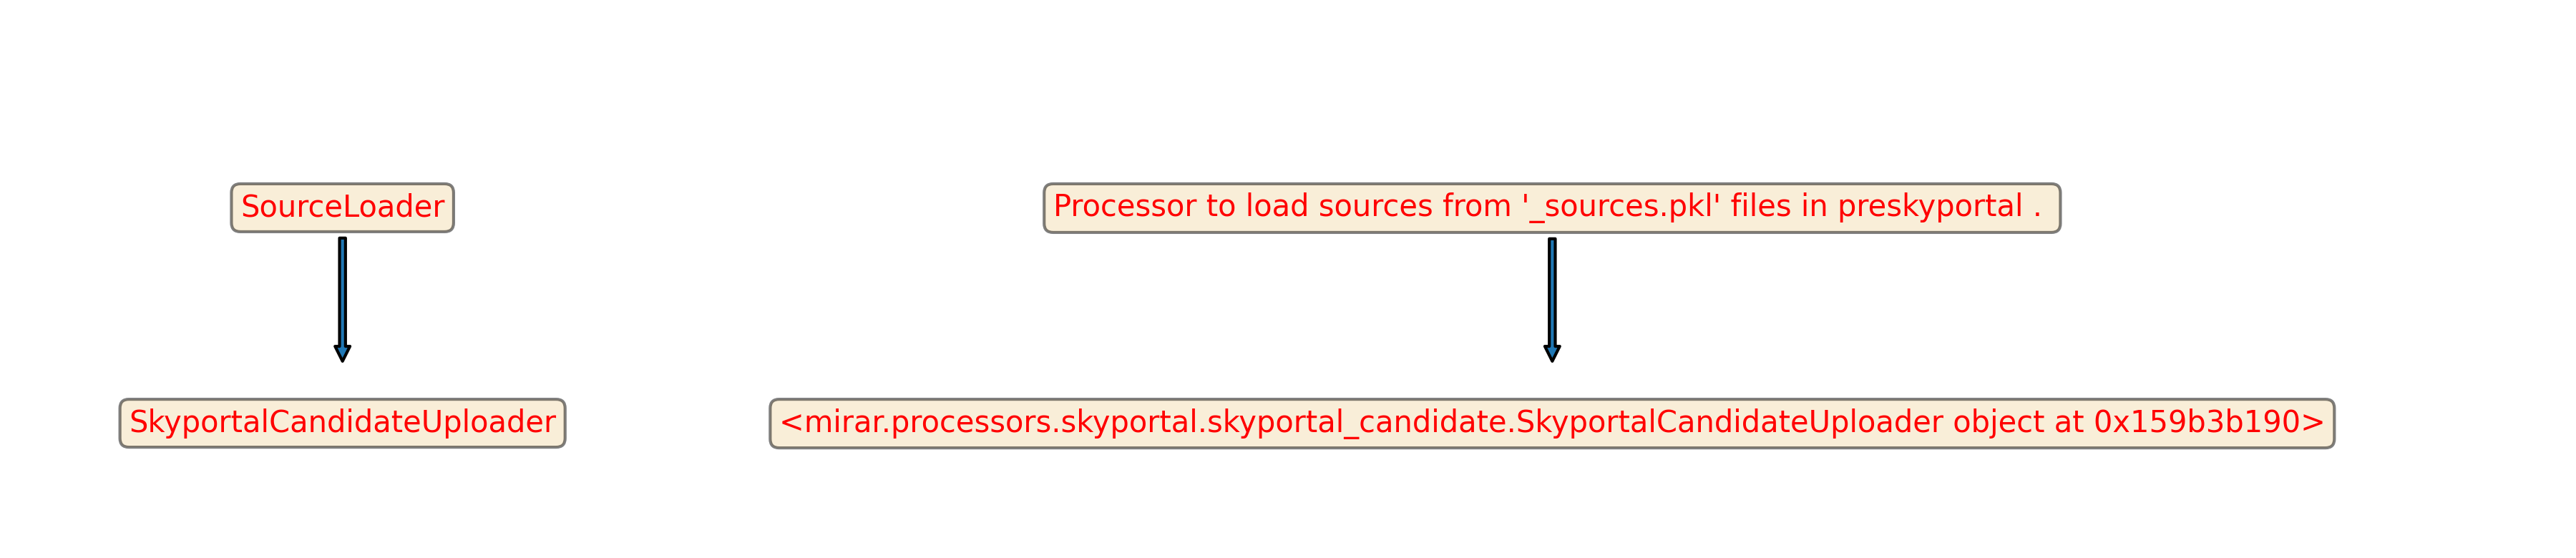 SourceLoader
Processor to load sources from '_sources.pkl' files in preskyportal .
SkyportalCandidateUploader
<mirar.processors.skyportal.skyportal_candidate.SkyportalCandidateUploader object at 0x159b3b190>